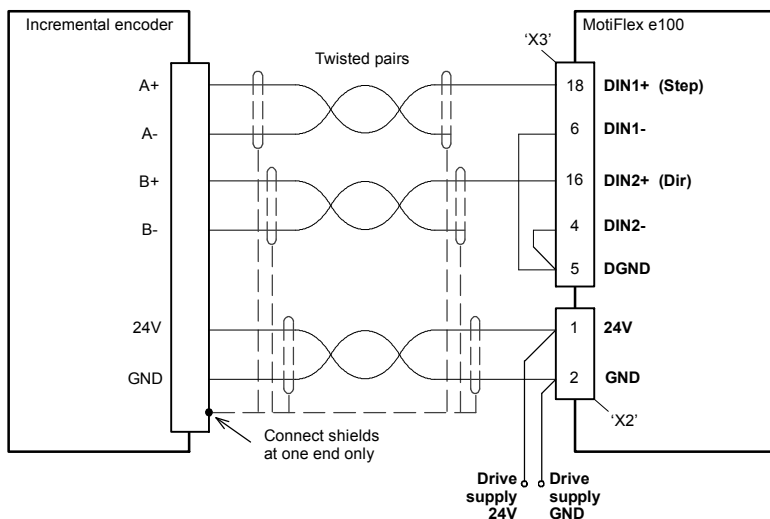 Incremental encoder
MotiFlex e100
'X3'
Twisted pairs
A+
18 DIN1+ (Step)
A-
6 DIN1-
B+
16 DIN2+ (Dir)
B-
4 DIN2-
5 DGND
24V
1 24V
GND
2 GND
'X2'
Connect shields
at one end only
Drive
supply
24V
Drive
supply
GND